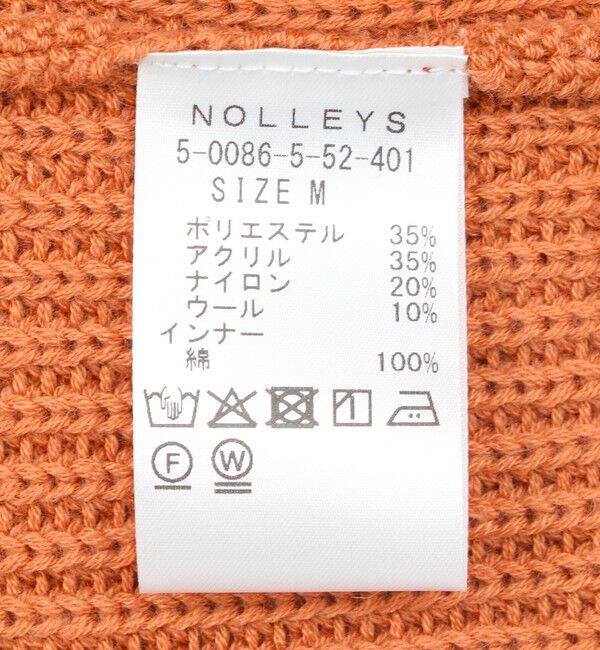 NOLLEYS
5-0086-5-52-401
SIZE M
ポリエステル 35%
アクリル 35%
ナイロン 20%
ウール 10%
インナー
綿 100%
F W